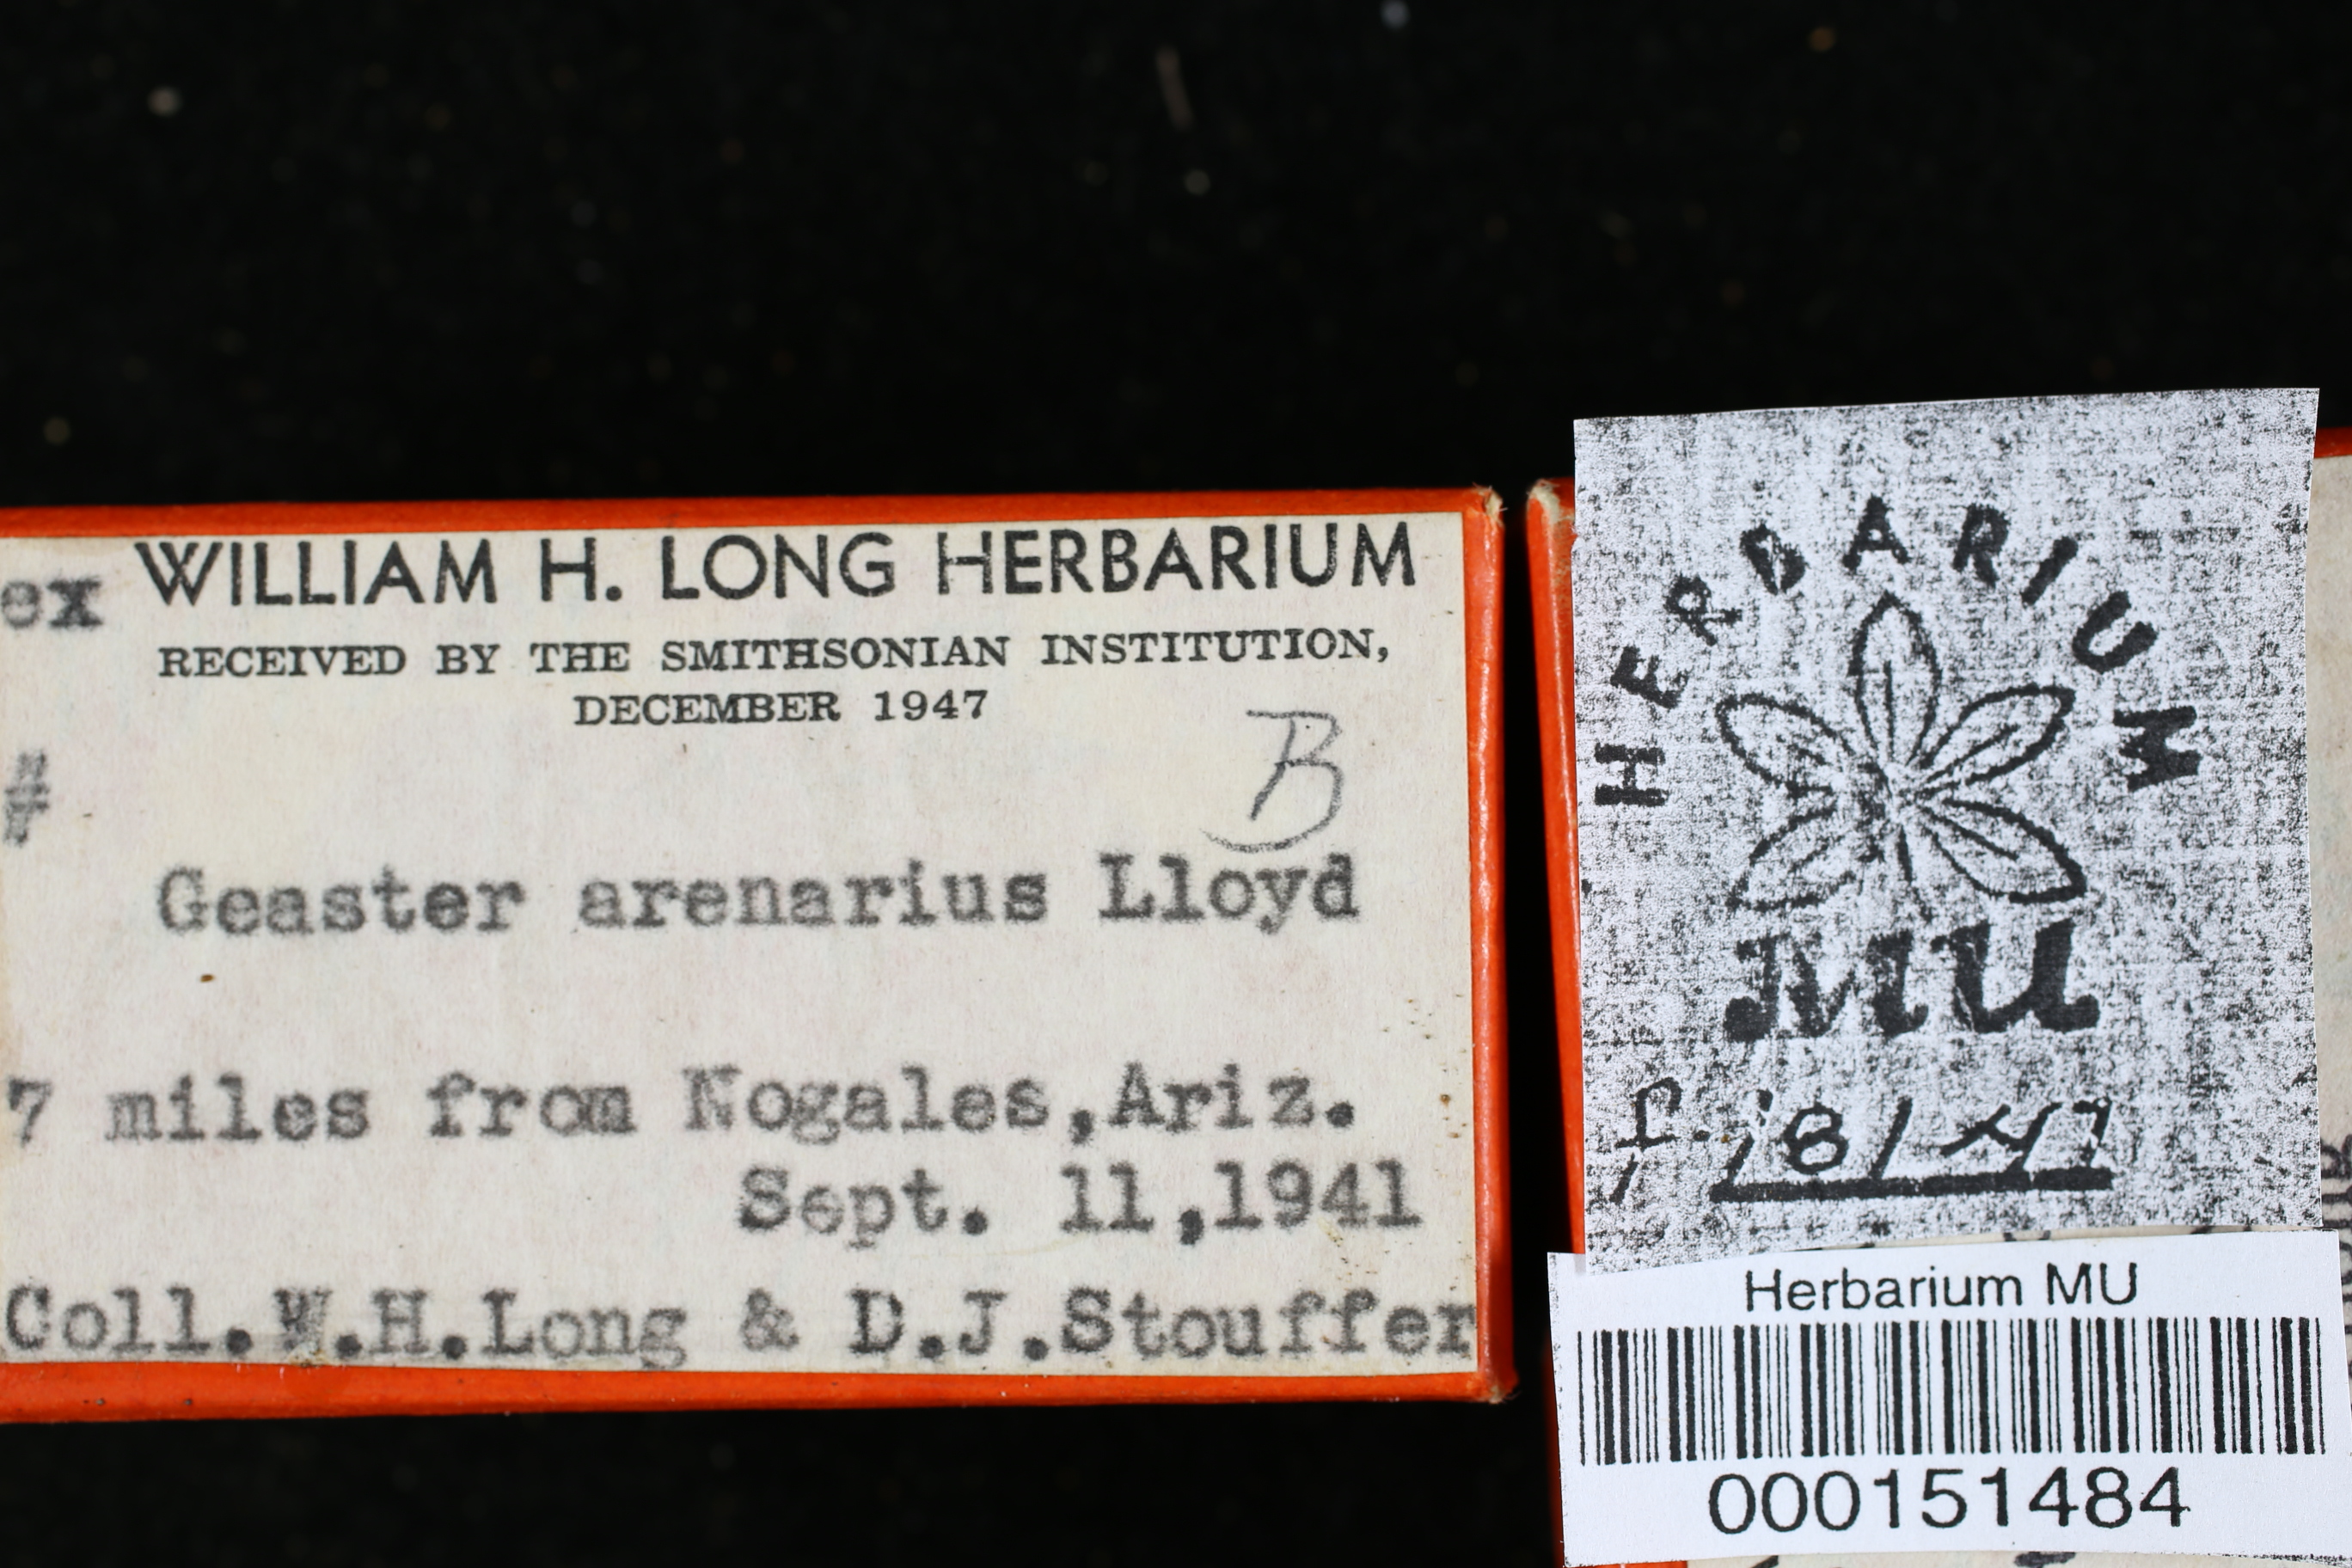 ex WILLIAM H. LONG HERBARIUM
RECEIVED BY THE SMITHSONIAN INSTITUTION,
DECEMBER 1947
B
#
Geaster arenarius Lloyd
7 miles from Nogales,Ariz.
Sept. 11,1941
Coll.W.H.Long & D.J.Stouffer
HERBARIUM
MU
Herbarium MU
000151484